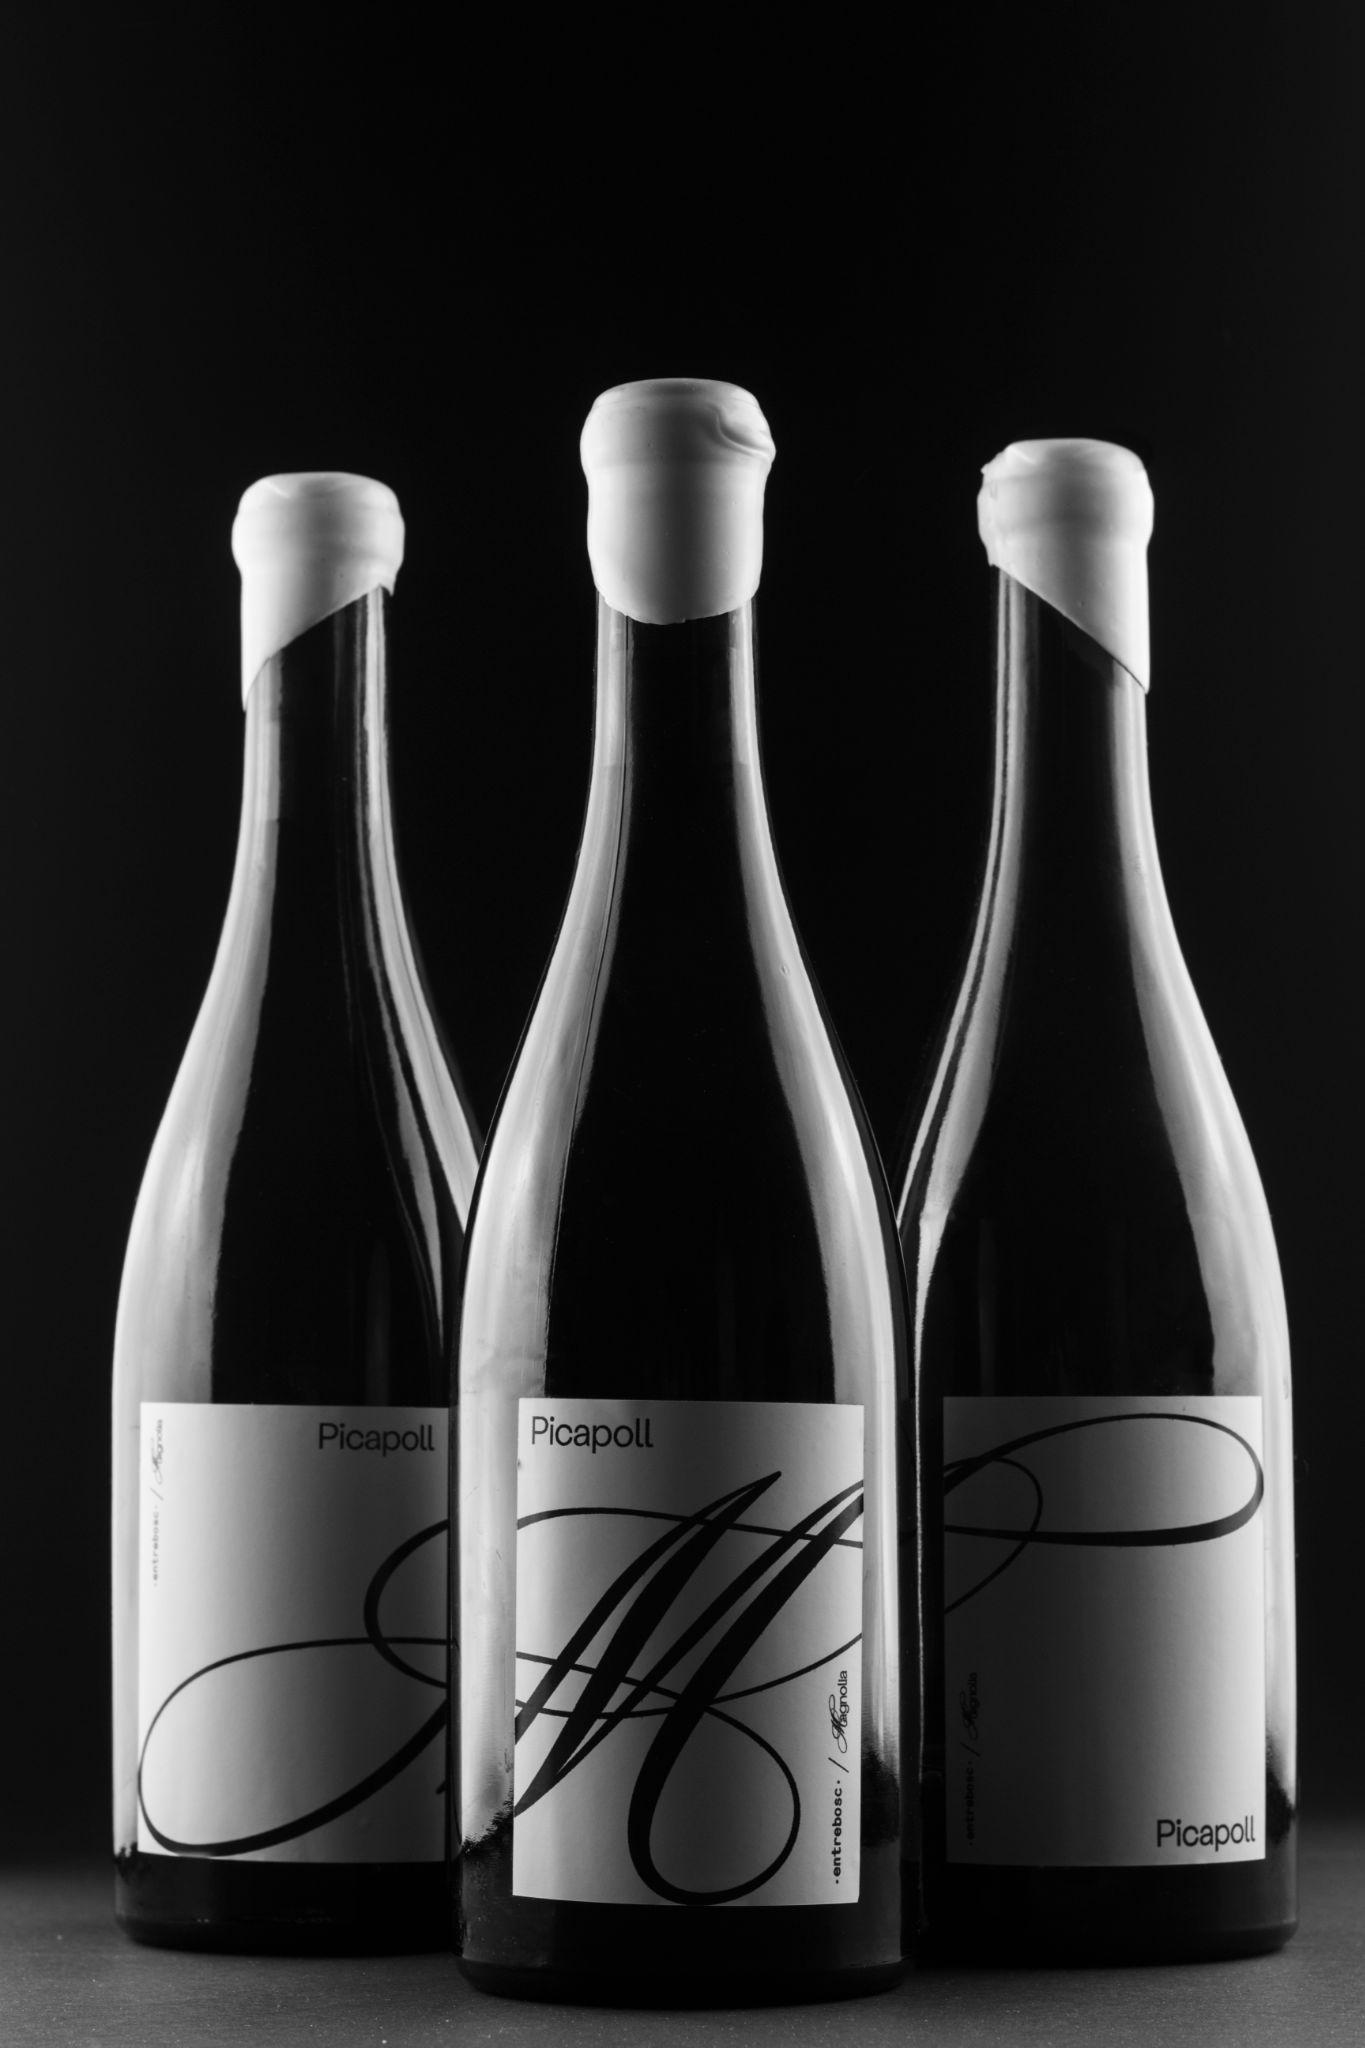 Picapoll
·entrebosc· / Magnolia
Picapoll
M
·entrebosc· / Magnolia
·entrebosc· / Magnolia
Picapoll